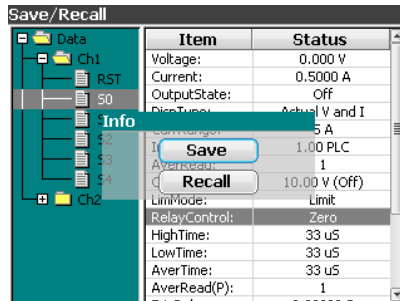 Save/Recall
Data
Ch1
RST
S0
S2
S3
S4
Ch2
Item Status
Voltage: 0.000 V
Current: 0.5000 A
OutputState: Off
DispType: Actual V and I
5 A
1.00 PLC
AverRead: 1
10.00 V (Off)
LimMode: Limit
RelayControl: Zero
HighTime: 33 uS
LowTime: 33 uS
AverTime: 33 uS
AverRead(P): 1
Info
Save
Recall